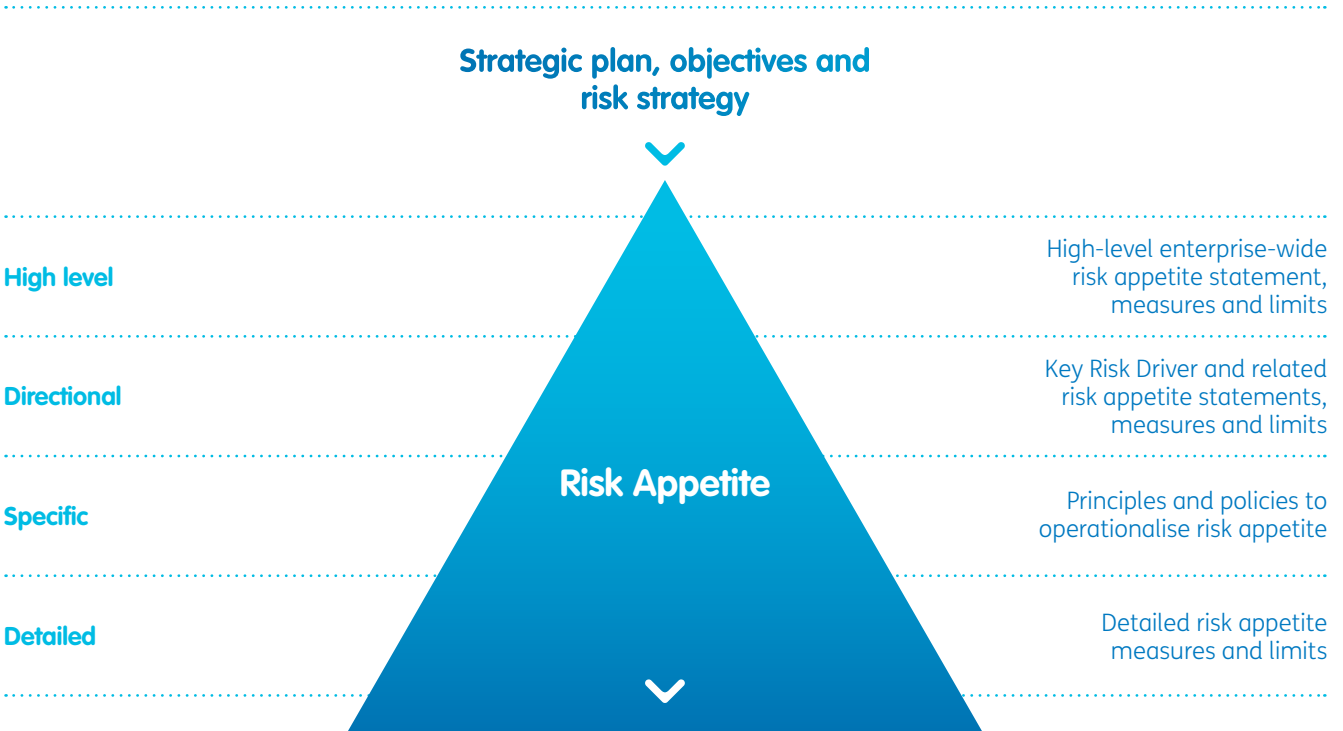 Strategic plan, objectives and
risk strategy
High level
High-level enterprise-wide
risk appetite statement,
measures and limits
Directional
Key Risk Driver and related
risk appetite statements,
measures and limits
Risk Appetite
Specific
Principles and policies to
operationalise risk appetite
Detailed
Detailed risk appetite
measures and limits